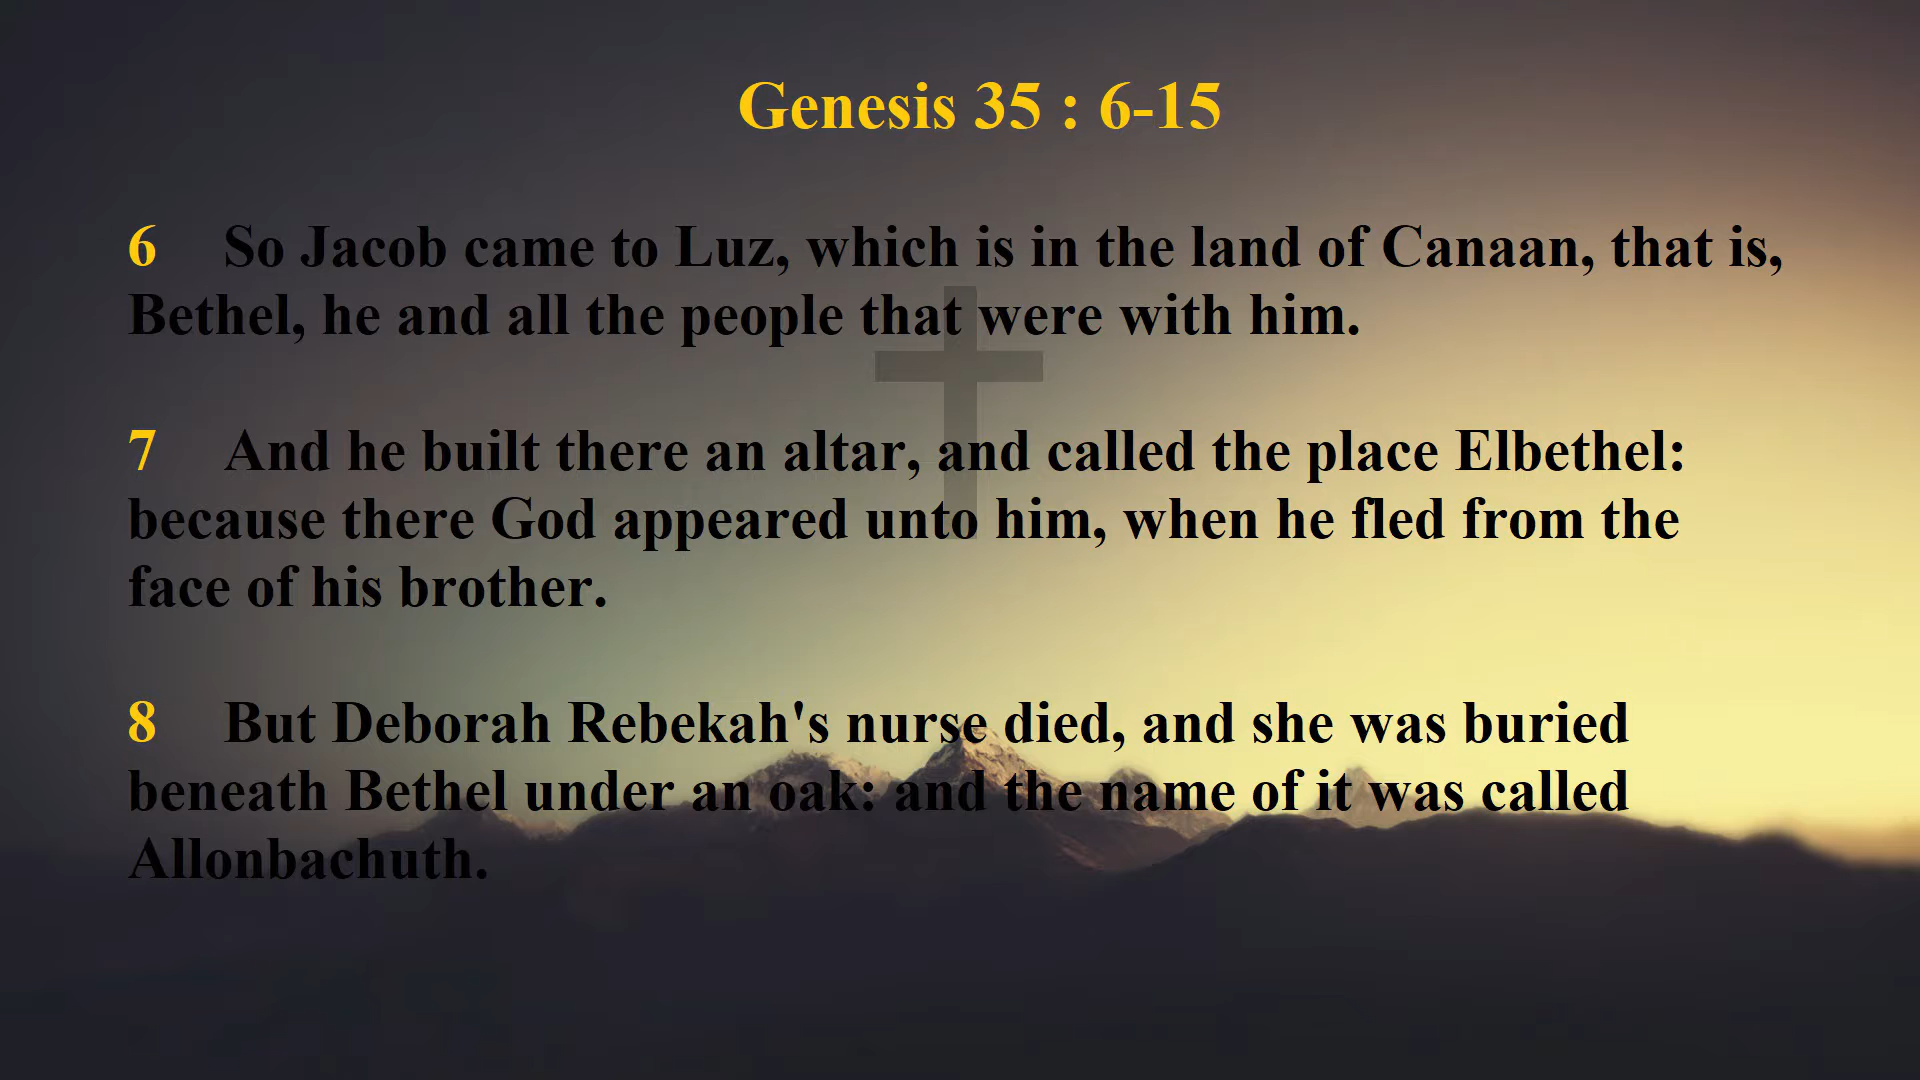 Genesis 35 : 6-15
6 So Jacob came to Luz, which is in the land of Canaan, that is,
Bethel, he and all the people that were with him.
7 And he built there an altar, and called the place Elbethel:
because there God appeared unto him, when he fled from the
face of his brother.
8 But Deborah Rebekah's nurse died, and she was buried
beneath Bethel under an oak: and the name of it was called
Allonbachuth.